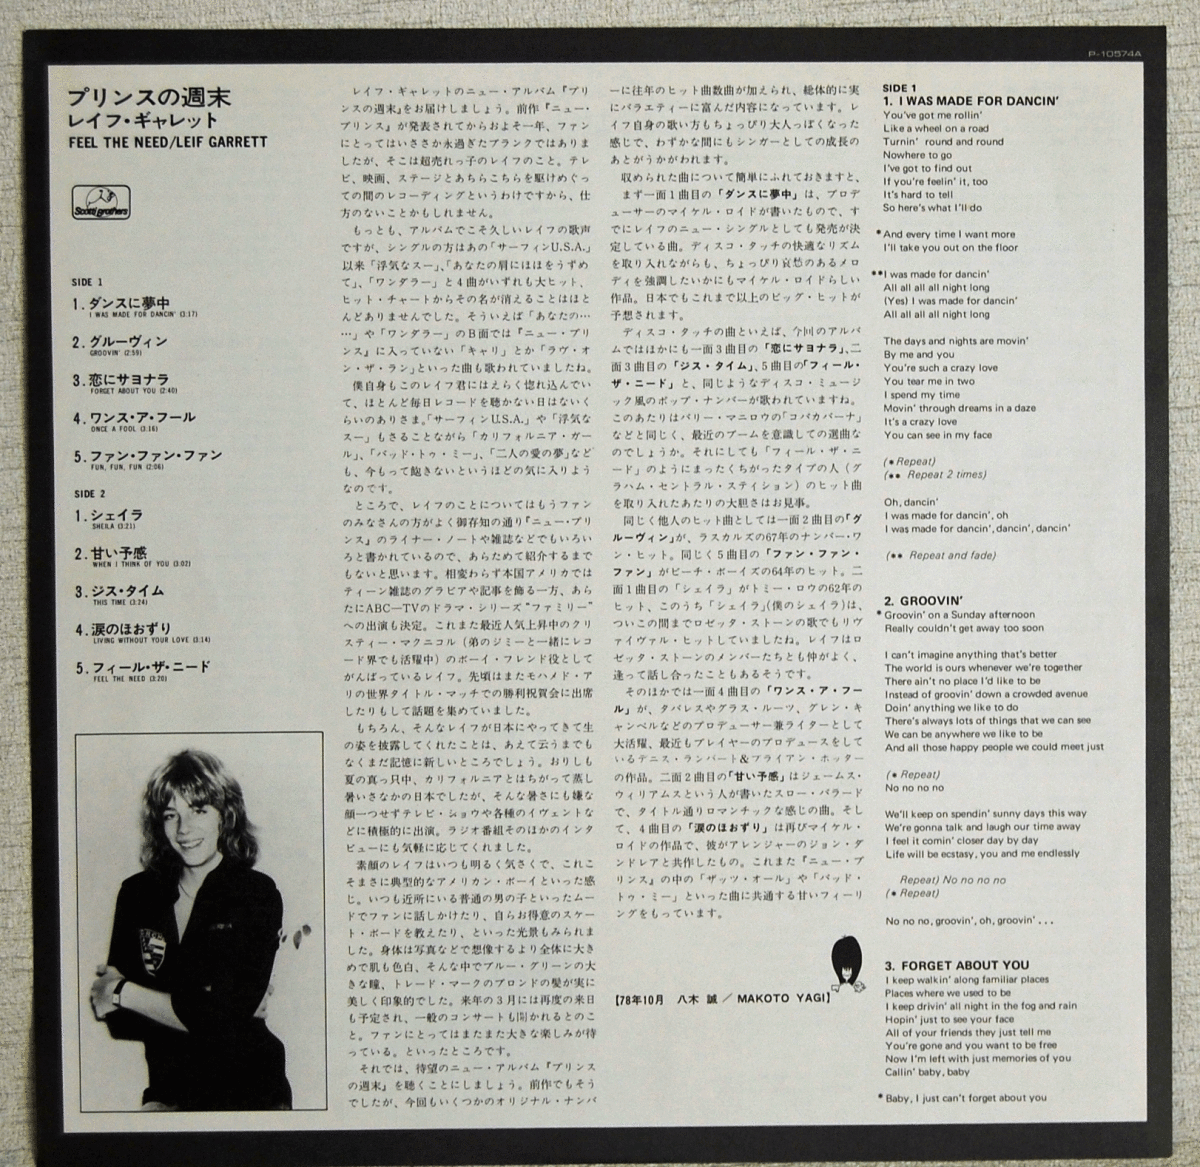 P-10574A
プリンスの週末
レイフ・ギャレット
FEEL THE NEED/LEIF GARRETT
Scotti Brothers
SIDE 1
1. ダンスに夢中
I WAS MADE FOR DANCIN' (3:17)
2. グルーヴィン
GROOVIN' (2:59)
3. 恋にサヨナラ
FORGET ABOUT YOU (2:40)
4. ワンス・ア・フール
ONCE A FOOL (3:16)
5. ファン・ファン・ファン
FUN, FUN, FUN (2:06)
SIDE 2
1. シェイラ
SHEILA (3:21)
2. 甘い予感
WHEN I THINK OF YOU (3:02)
3. ジス・タイム
THIS TIME (3:24)
4. 涙のほおずり
LIVING WITHOUT YOUR LOVE (3:14)
5. フィール・ザ・ニード
FEEL THE NEED (3:20)
レイフ・ギャレットのニュー・アルバム『プリ
ンスの週末』をお届けしましょう。前作『ニュー・
プリンス』が発表されてからおよそ一年、ファン
にとってはいささか永過ぎたブランクではありま
したが、そこは超売れっ子のレイフのこと。テレ
ビ、映画、ステージとあちらこちらを駆けめぐっ
ての間のレコーディングというわけですから、仕
方のないことかもしれません。
もっとも、アルバムでこそ久しいレイフの歌声
ですが、シングルの方はあの「サーフィンU.S.A.」
以来「浮気なスー」、「あなたの肩にほほをうずめ
て」、「ワンダラー」と4曲がいずれも大ヒット、
ヒット・チャートからその名が消えることはほと
んどありませんでした。そういえば「あなたの…
…」や「ワンダラー」のB面では『ニュー・プリ
ンス』に入っていない「キャリ」とか「ラヴ・オ
ン・ザ・ラン」といった曲も歌われていましたね。
僕自身もこのレイフ君にはえらく惚れ込んでい
て、ほとんど毎日レコードを聴かない日はないく
らいのありさま。「サーフィンU.S.A.」や「浮気な
スー」もさることながら「カリフォルニア・ガー
ル」、「バッド・トゥ・ミー」、「二人の愛の夢」など
も、今もって飽きないというほどの気に入りよう
なのです。
ところで、レイフのことについてはもうファン
のみなさんの方がよく御存知の通り『ニュー・プリ
ンス』のライナー・ノートや雑誌などでもいろい
ろと書かれているので、あらためて紹介するまで
もないと思います。相変わらず本国アメリカでは
ティーン雑誌のグラビアや記事を飾る一方、あら
たにABC—TVのドラマ・シリーズ“ファミリー”
への出演も決定。これまた最近人気上昇中のクリ
スティー・マクニコル（弟のジミーと一緒にレコ
ード界でも活躍中）のボーイ・フレンド役として
がんばっているレイフ。先頃はまたモハメド・ア
リの世界タイトル・マッチでの勝利祝賀会に出席
したりもして話題を集めていました。
もちろん、そんなレイフが日本にやってきて生
の姿を披露してくれたことは、あえて云うまでも
なくまだ記憶に新しいところでしょう。おりしも
夏の真っ只中、カリフォルニアとはちがって蒸し
暑いさなかの日本でしたが、そんな暑さにも嫌な
顔一つせずテレビ・ショウや各種のイヴェントな
どに積極的に出演。ラジオ番組そのほかのインタ
ビューにも気軽に応じてくれました。
素顔のレイフはいつも明るく気さくで、これこ
そまさに典型的なアメリカン・ボーイといった感
じ。いつも近所にいる普通の男の子といったムー
ドでファンに話しかけたり、自らお得意のスケー
ト・ボードを教えたり、といった光景もみられま
した。身体は写真などで想像するより全体に大き
めで肌も色白、そんな中でブルー・グリーンの大
きな瞳、トレード・マークのブロンドの髪が実に
美しく印象的でした。来年の3月には再度の来日
も予定され、一般のコンサートも開かれるとのこ
と。ファンにとってはまたまた大きな楽しみが待
っている。といったところです。
それでは、待望のニュー・アルバム『プリンス
の週末』を聴くことにしましょう。前作でもそう
でしたが、今回もいくつかのオリジナル・ナンバ
ーに往年のヒット曲数曲が加えられ、総体的に実
にバラエティーに富んだ内容になっています。レ
イフ自身の歌い方もちょっぴり大人っぽくなった
感じで、わずかな間にもシンガーとしての成長の
あとがうかがわれます。
収められた曲について簡単にふれておきますと、
まず一面1曲目の「ダンスに夢中」は、プロデ
ューサーのマイケル・ロイドが書いたもので、す
でにレイフのニュー・シングルとしても発売が決
定している曲。ディスコ・タッチの快適なリズム
を取り入れながらも、ちょっぴり哀愁のあるメロ
ディを強調したいかにもマイケル・ロイドらしい
作品。日本でもこれまで以上のビッグ・ヒットが
予想されます。
ディスコ・タッチの曲といえば、今回のアルバ
ムではほかにも一面3曲目の「恋にサヨナラ」、二
面3曲目の「ジス・タイム」、5曲目の「フィール・
ザ・ニード」と、同じようなディスコ・ミュージ
ック風のポップ・ナンバーが歌われていますね。
このあたりはバリー・マニロウの「コパカバーナ」
などと同じく、最近のブームを意識しての選曲な
のでしょうか。それにしても「フィール・ザ・ニ
ード」のようにまったくちがったタイプの人（グ
ラハム・セントラル・スティション）のヒット曲
を取り入れたあたりの大胆さはお見事。
同じく他人のヒット曲としては一面2曲目の「グ
ルーヴィン」が、ラスカルズの67年のナンバー・ワ
ン・ヒット。同じく5曲目の「ファン・ファン・
ファン」がビーチ・ボーイズの64年のヒット。二
面1曲目の「シェイラ」がトミー・ロウの62年の
ヒット、このうち「シェイラ」(僕のシェイラ)は、
ついこの間までロゼッタ・ストーンの歌でもリヴ
ァイヴァル・ヒットしていましたね。レイフはロ
ゼッタ・ストーンのメンバーたちとも仲がよく、
逢って話し合ったこともあるそうです。
そのほかでは一面4曲目の「ワンス・ア・フー
ル」が、タバレスやグラス・ルーツ、グレン・キ
ャンベルなどのプロデューサー兼ライターとして
大活躍、最近もプレイヤーのプロデュースをして
いるデニス・ランバート＆ブライアン・ポッター
の作品。二面2曲目の「甘い予感」はジェームス・
ウィリアムスという人が書いたスロー・バラード
で、タイトル通りロマンチックな感じの曲。そし
て、4曲目の「涙のほおずり」は再びマイケル・
ロイドの作品で、彼がアレンジャーのジョン・ダ
ンドレアと共作したもの。これまた『ニュー・プ
リンス』の中の「ザッツ・オール」や「バッド・
トゥ・ミー」といった曲に共通する甘いフィーリ
ングをもっています。
【78年10月 八木 誠 ／ MAKOTO YAGI】
SIDE 1
1. I WAS MADE FOR DANCIN'
You've got me rollin'
Like a wheel on a road
Turnin' round and round
Nowhere to go
I've got to find out
If you're feelin' it, too
It's hard to tell
So here's what I'll do
*And every time I want more
I'll take you out on the floor
**I was made for dancin'
All all all all night long
(Yes) I was made for dancin'
All all all all night long
The days and nights are movin'
By me and you
You're such a crazy love
You tear me in two
I spend my time
Movin' through dreams in a daze
It's a crazy love
You can see in my face
(* Repeat)
(** Repeat 2 times)
Oh, dancin'
I was made for dancin', oh
I was made for dancin', dancin', dancin'
(** Repeat and fade)
2. GROOVIN'
* Groovin' on a Sunday afternoon
Really couldn't get away too soon
I can't imagine anything that's better
The world is ours whenever we're together
There ain't no place I'd like to be
Instead of groovin' down a crowded avenue
Doin' anything we like to do
There's always lots of things that we can see
We can be anywhere we like to be
And all those happy people we could meet just
(* Repeat)
No no no no
We'll keep on spendin' sunny days this way
We're gonna talk and laugh our time away
I feel it comin' closer day by day
Life will be ecstasy, you and me endlessly
Repeat) No no no no
(* Repeat)
No no no, groovin', oh, groovin' . . .
3. FORGET ABOUT YOU
I keep walkin' along familiar places
Places where we used to be
I keep drivin' all night in the fog and rain
Hopin' just to see your face
All of your friends they just tell me
You're gone and you want to be free
Now I'm left with just memories of you
Callin' baby, baby
* Baby, I just can't forget about you